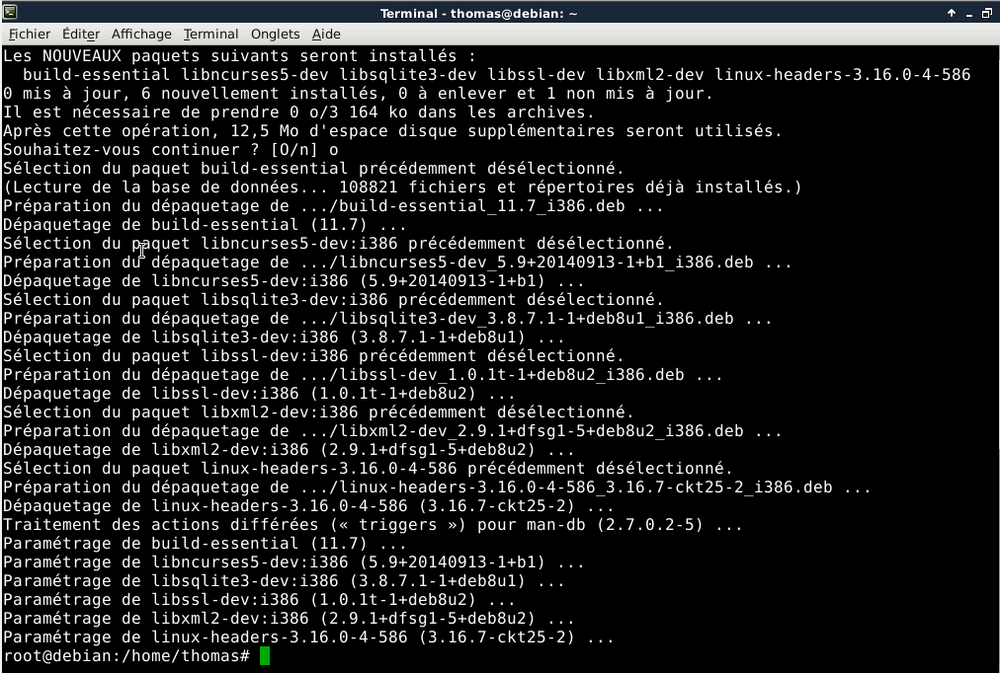 Terminal - thomas@debian: ~
Fichier Éditer Affichage Terminal Onglets Aide
Les NOUVEAUX paquets suivants seront installés :
  build-essential libncurses5-dev libsqlite3-dev libssl-dev libxml2-dev linux-headers-3.16.0-4-586
0 mis à jour, 6 nouvellement installés, 0 à enlever et 1 non mis à jour.
Il est nécessaire de prendre 0 o/3 164 ko dans les archives.
Après cette opération, 12,5 Mo d'espace disque supplémentaires seront utilisés.
Souhaitez-vous continuer ? [O/n] o
Sélection du paquet build-essential précédemment désélectionné.
(Lecture de la base de données... 108821 fichiers et répertoires déjà installés.)
Préparation du dépaquetage de .../build-essential_11.7_i386.deb ...
Dépaquetage de build-essential (11.7) ...
Sélection du paquet libncurses5-dev:i386 précédemment désélectionné.
Préparation du dépaquetage de .../libncurses5-dev_5.9+20140913-1+b1_i386.deb ...
Dépaquetage de libncurses5-dev:i386 (5.9+20140913-1+b1) ...
Sélection du paquet libsqlite3-dev:i386 précédemment désélectionné.
Préparation du dépaquetage de .../libsqlite3-dev_3.8.7.1-1+deb8u1_i386.deb ...
Dépaquetage de libsqlite3-dev:i386 (3.8.7.1-1+deb8u1) ...
Sélection du paquet libssl-dev:i386 précédemment désélectionné.
Préparation du dépaquetage de .../libssl-dev_1.0.1t-1+deb8u2_i386.deb ...
Dépaquetage de libssl-dev:i386 (1.0.1t-1+deb8u2) ...
Sélection du paquet libxml2-dev:i386 précédemment désélectionné.
Préparation du dépaquetage de .../libxml2-dev_2.9.1+dfsg1-5+deb8u2_i386.deb ...
Dépaquetage de libxml2-dev:i386 (2.9.1+dfsg1-5+deb8u2) ...
Sélection du paquet linux-headers-3.16.0-4-586 précédemment désélectionné.
Préparation du dépaquetage de .../linux-headers-3.16.0-4-586_3.16.7-ckt25-2_i386.deb ...
Dépaquetage de linux-headers-3.16.0-4-586 (3.16.7-ckt25-2) ...
Traitement des actions différées (« triggers ») pour man-db (2.7.0.2-5) ...
Paramétrage de build-essential (11.7) ...
Paramétrage de libncurses5-dev:i386 (5.9+20140913-1+b1) ...
Paramétrage de libsqlite3-dev:i386 (3.8.7.1-1+deb8u1) ...
Paramétrage de libssl-dev:i386 (1.0.1t-1+deb8u2) ...
Paramétrage de libxml2-dev:i386 (2.9.1+dfsg1-5+deb8u2) ...
Paramétrage de linux-headers-3.16.0-4-586 (3.16.7-ckt25-2) ...
root@debian:/home/thomas#